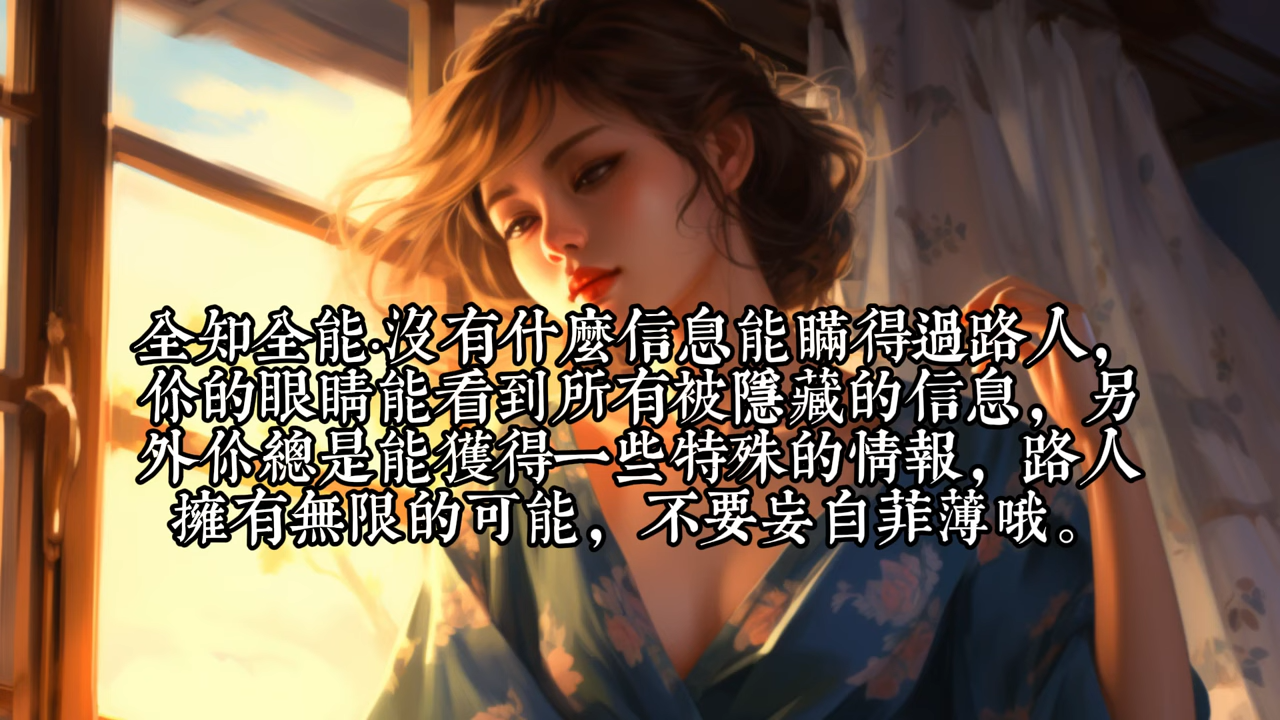 全知全能·沒有什麼信息能瞞得過路人，
你的眼睛能看到所有被隱藏的信息，另
外你總是能獲得一些特殊的情報，路人
擁有無限的可能，不要妄自菲薄哦。